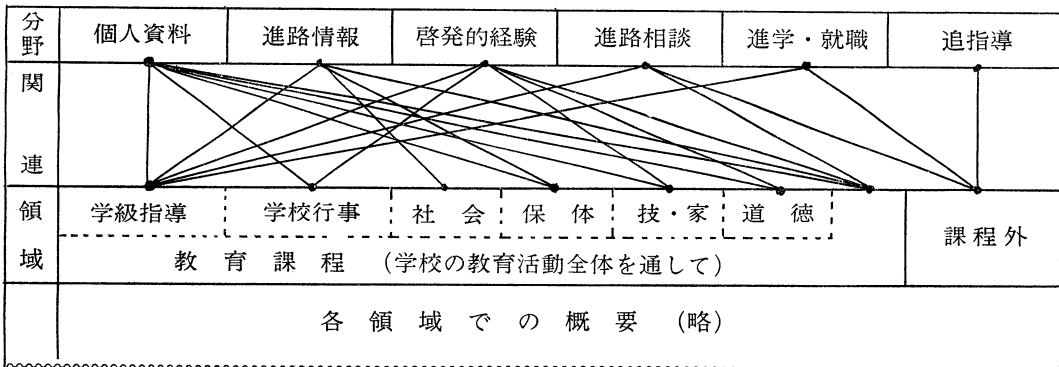 分野 個人資料 進路情報 啓発的経験 進路相談 進学・就職 追指導
関連
領域 学級指導 学校行事 社会 保体 技・家 道徳 課程外
教育課程 (学校の教育活動全体を通して)
各領域での概要 (略)